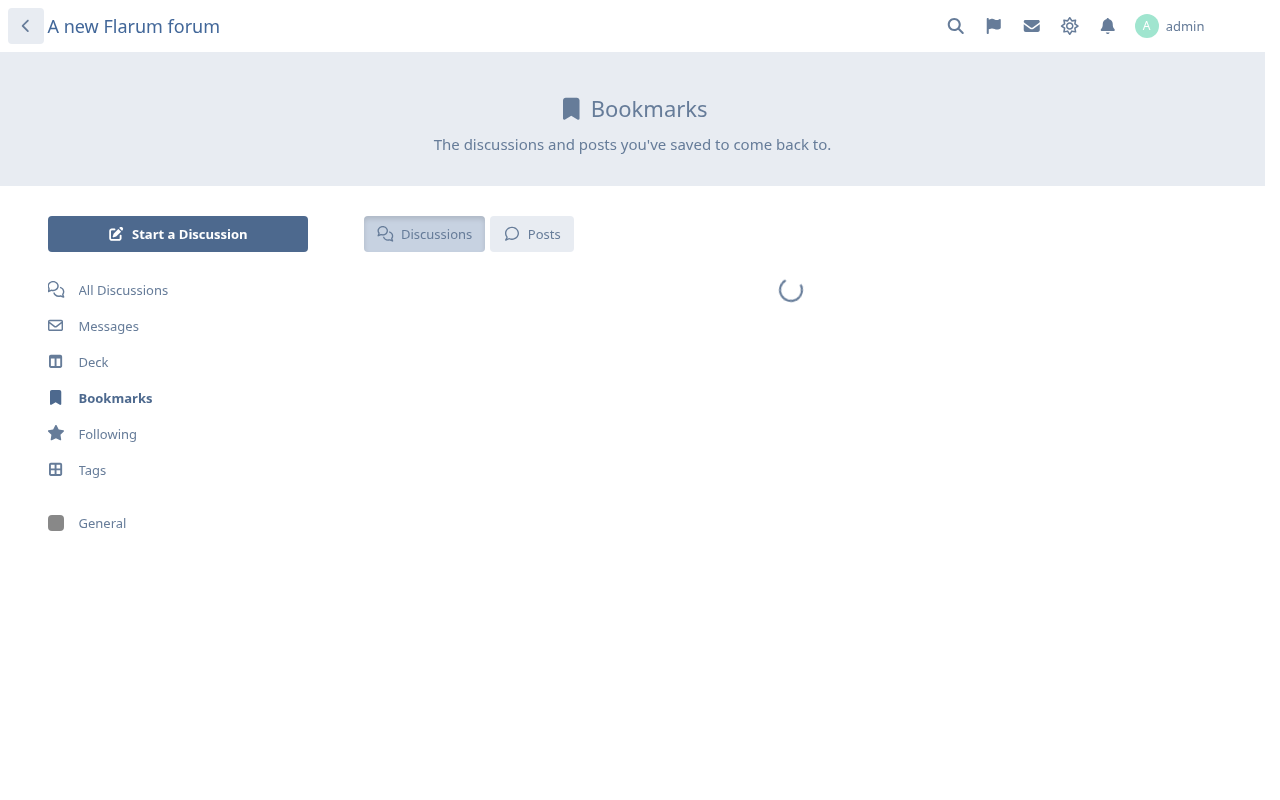 A new Flarum forum
A admin
Bookmarks
The discussions and posts you've saved to come back to.
Start a Discussion
Discussions
Posts
All Discussions
Messages
Deck
Bookmarks
Following
Tags
General